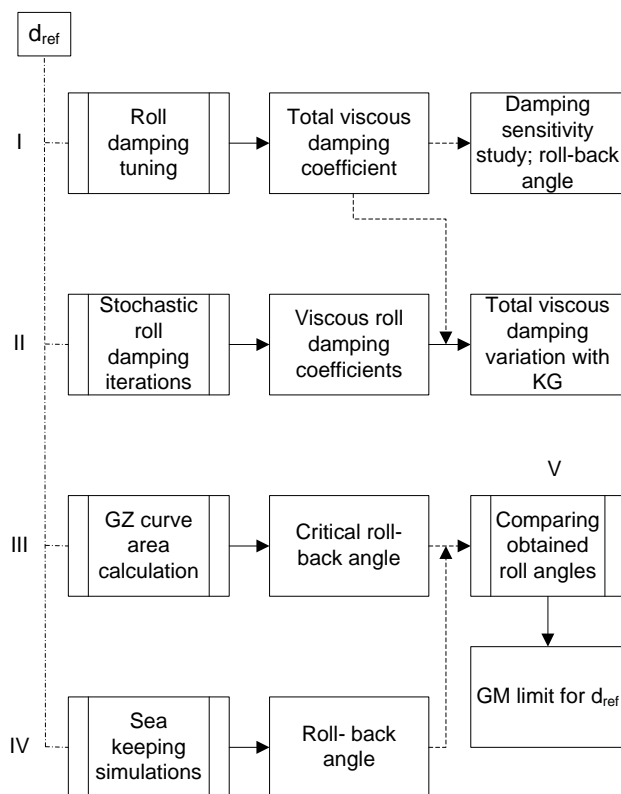 dref
I
Roll
damping
tuning
Total viscous
damping
coefficient
Damping
sensitivity
study; roll-back
angle
II
Stochastic
roll
damping
iterations
Viscous roll
damping
coefficients
Total viscous
damping
variation with
KG
V
III
GZ curve
area
calculation
Critical roll-
back angle
Comparing
obtained
roll angles
GM limit for dref
IV
Sea
keeping
simulations
Roll- back
angle